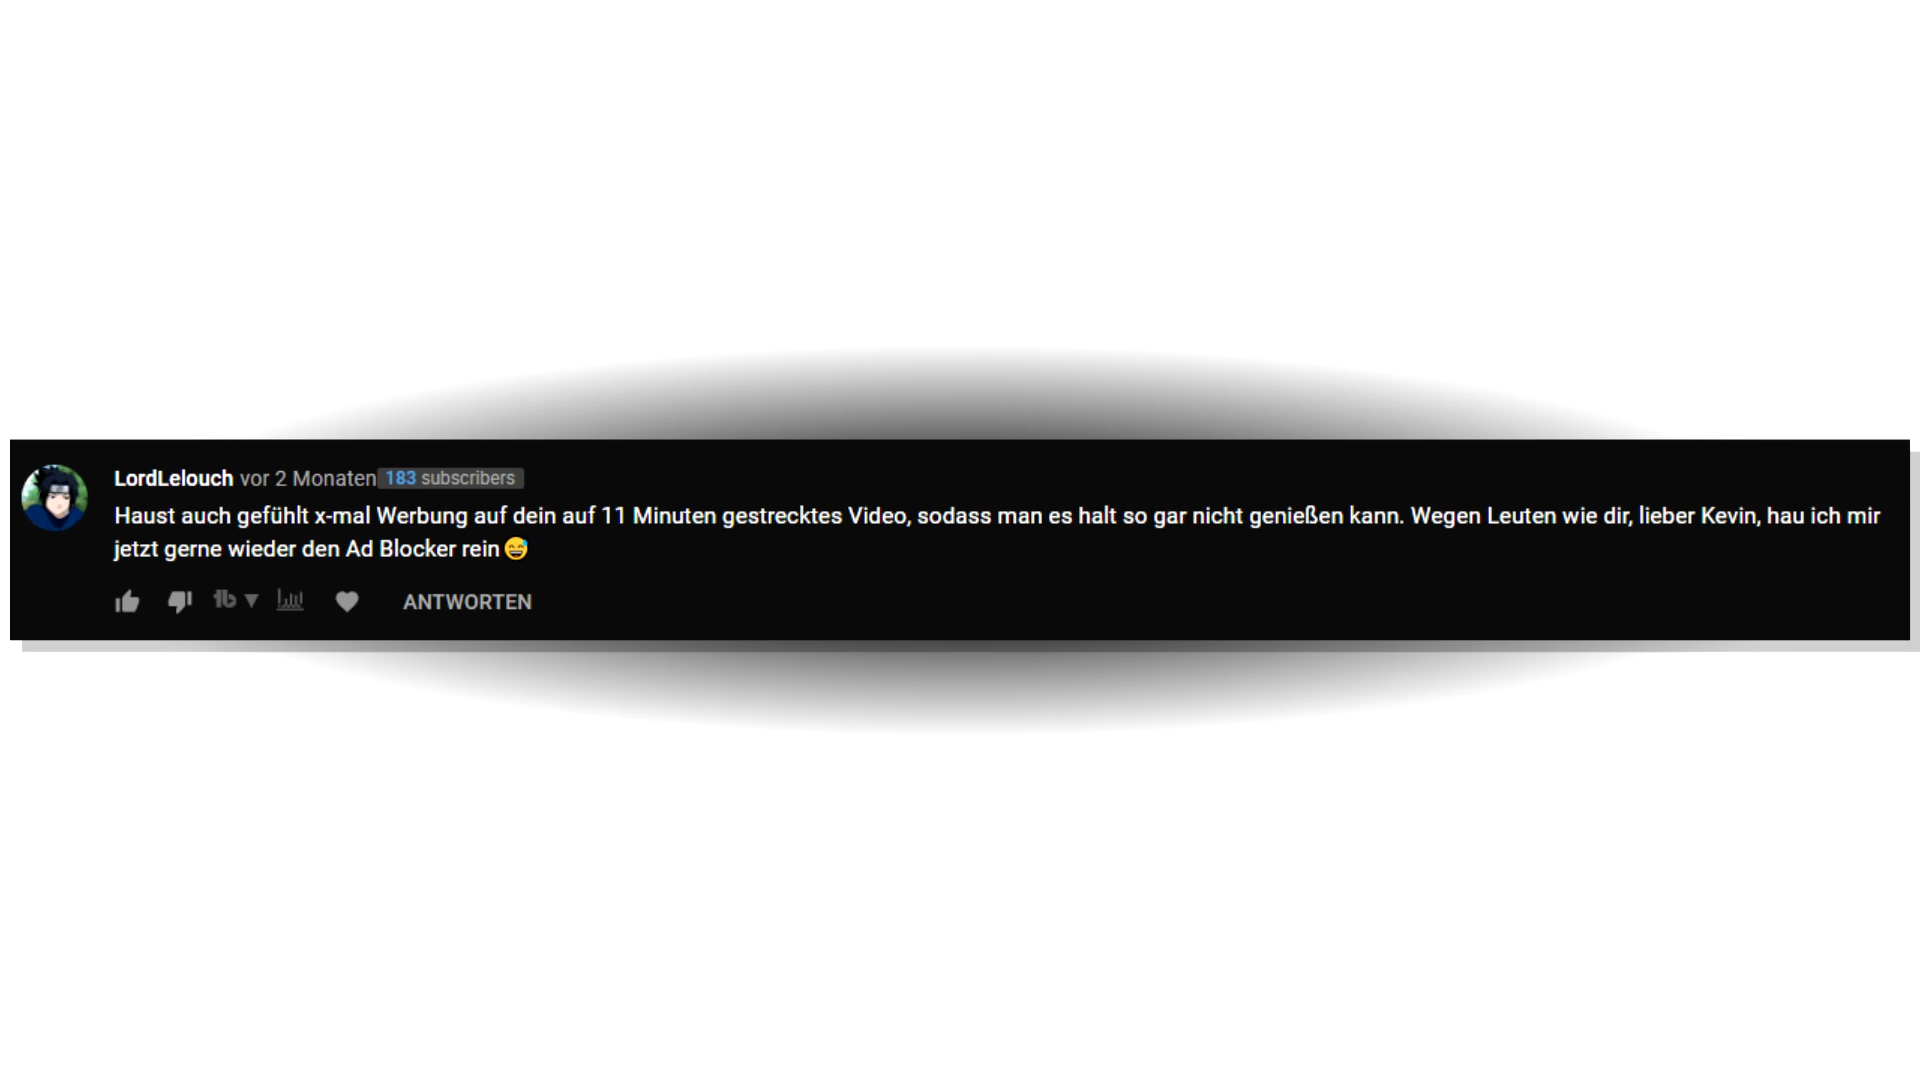 LordLelouch vor 2 Monaten 183 subscribers
Haust auch gefühlt x-mal Werbung auf dein auf 11 Minuten gestrecktes Video, sodass man es halt so gar nicht genießen kann. Wegen Leuten wie dir, lieber Kevin, hau ich mir
jetzt gerne wieder den Ad Blocker rein 😅
ANTWORTEN